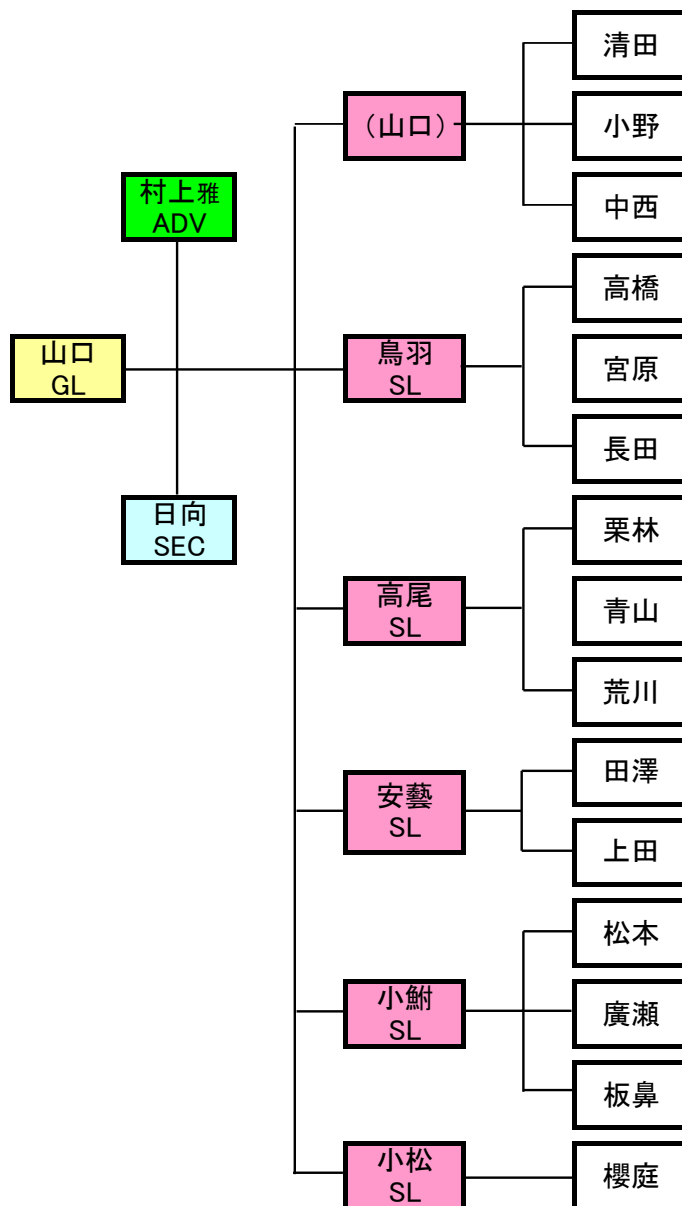 山口
GL
村上雅
ADV
日向
SEC
（山口）
清田
小野
中西
鳥羽
SL
高橋
宮原
長田
高尾
SL
栗林
青山
荒川
安藝
SL
田澤
上田
小鮒
SL
松本
廣瀬
板鼻
小松
SL
櫻庭